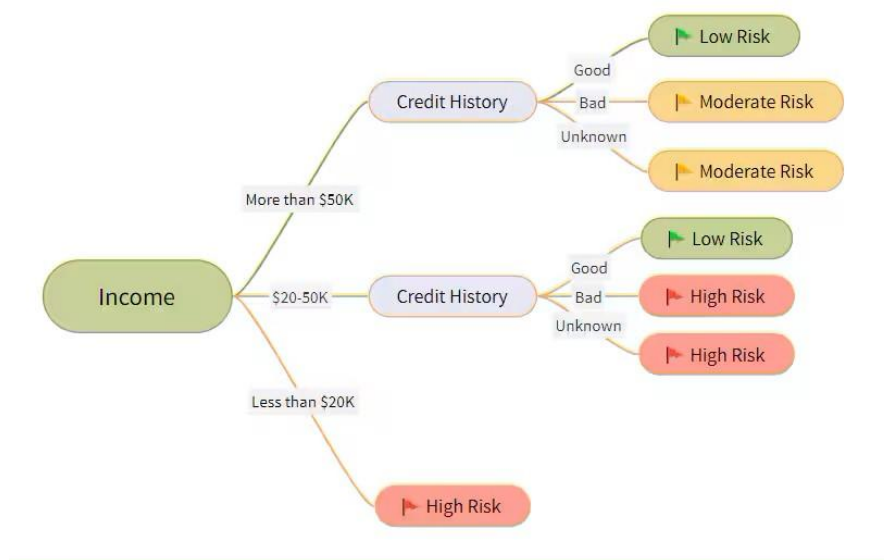 Low Risk
Good
Credit History
Bad
Moderate Risk
Unknown
Moderate Risk
More than $50K
Low Risk
Good
Income
$20-50K
Credit History
Bad
High Risk
Unknown
High Risk
Less than $20K
High Risk